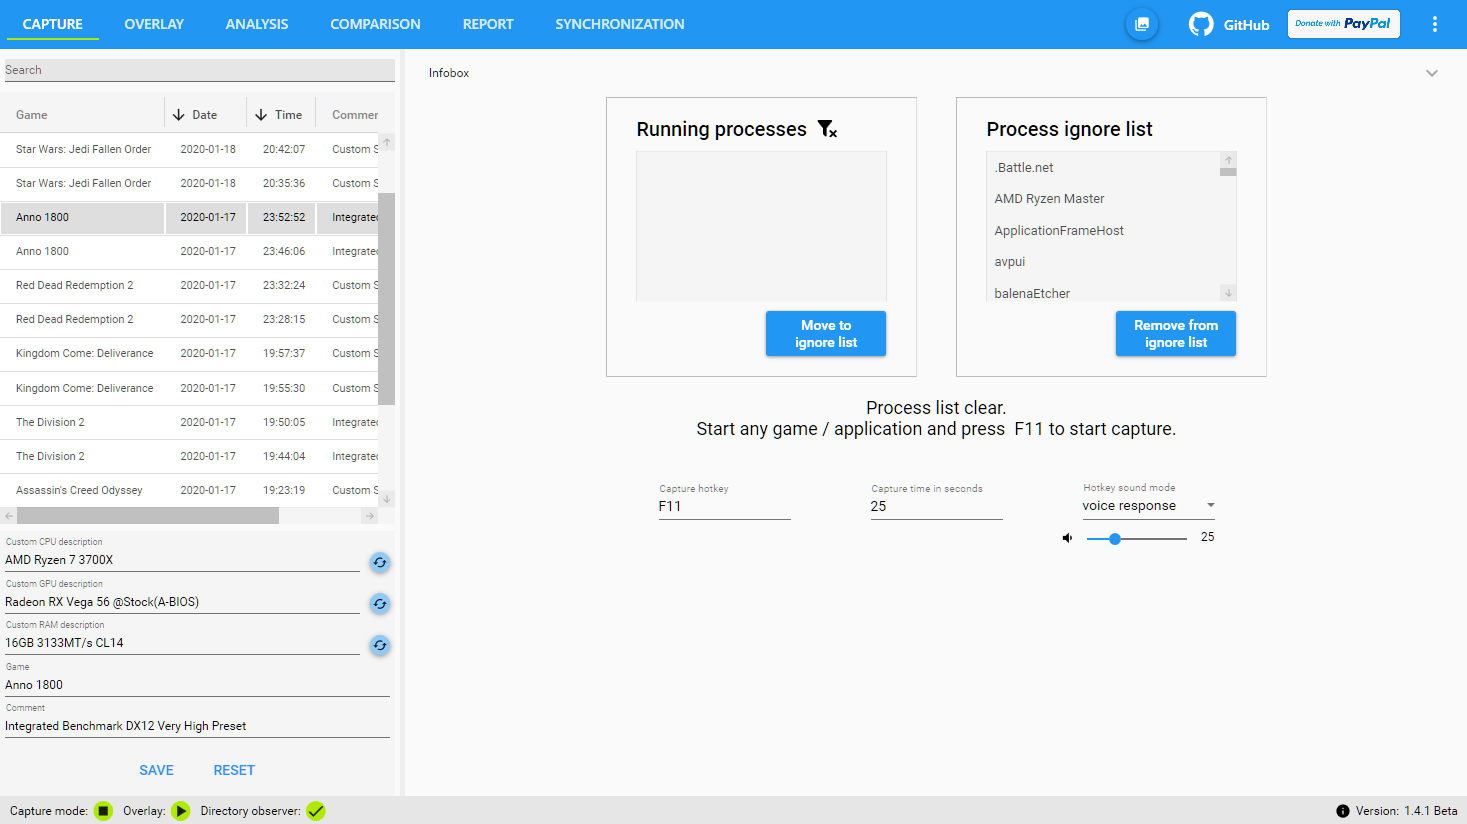 CAPTURE OVERLAY ANALYSIS COMPARISON REPORT SYNCHRONIZATION GitHub Donate with PayPal
Search
Game Date Time Commer
Star Wars: Jedi Fallen Order 2020-01-18 20:42:07 Custom S
Star Wars: Jedi Fallen Order 2020-01-18 20:35:36 Custom S
Anno 1800 2020-01-17 23:52:52 Integrated
Anno 1800 2020-01-17 23:46:06 Integrated
Red Dead Redemption 2 2020-01-17 23:32:24 Custom S
Red Dead Redemption 2 2020-01-17 23:28:15 Custom S
Kingdom Come: Deliverance 2020-01-17 19:57:37 Custom S
Kingdom Come: Deliverance 2020-01-17 19:55:30 Custom S
The Division 2 2020-01-17 19:50:05 Integrated
The Division 2 2020-01-17 19:44:04 Integrated
Assassin's Creed Odyssey 2020-01-17 19:23:19 Custom S
Custom CPU description
AMD Ryzen 7 3700X
Custom GPU description
Radeon RX Vega 56 @Stock(A-BIOS)
Custom RAM description
16GB 3133MT/s CL14
Game
Anno 1800
Comment
Integrated Benchmark DX12 Very High Preset
SAVE RESET
Infobox
Running processes
Move to
ignore list
Process ignore list
.Battle.net
AMD Ryzen Master
ApplicationFrameHost
avpui
balenaEtcher
Remove from
ignore list
Process list clear.
Start any game / application and press F11 to start capture.
Capture hotkey
F11
Capture time in seconds
25
Hotkey sound mode
voice response
25
Capture mode: Overlay: Directory observer: Version: 1.4.1 Beta